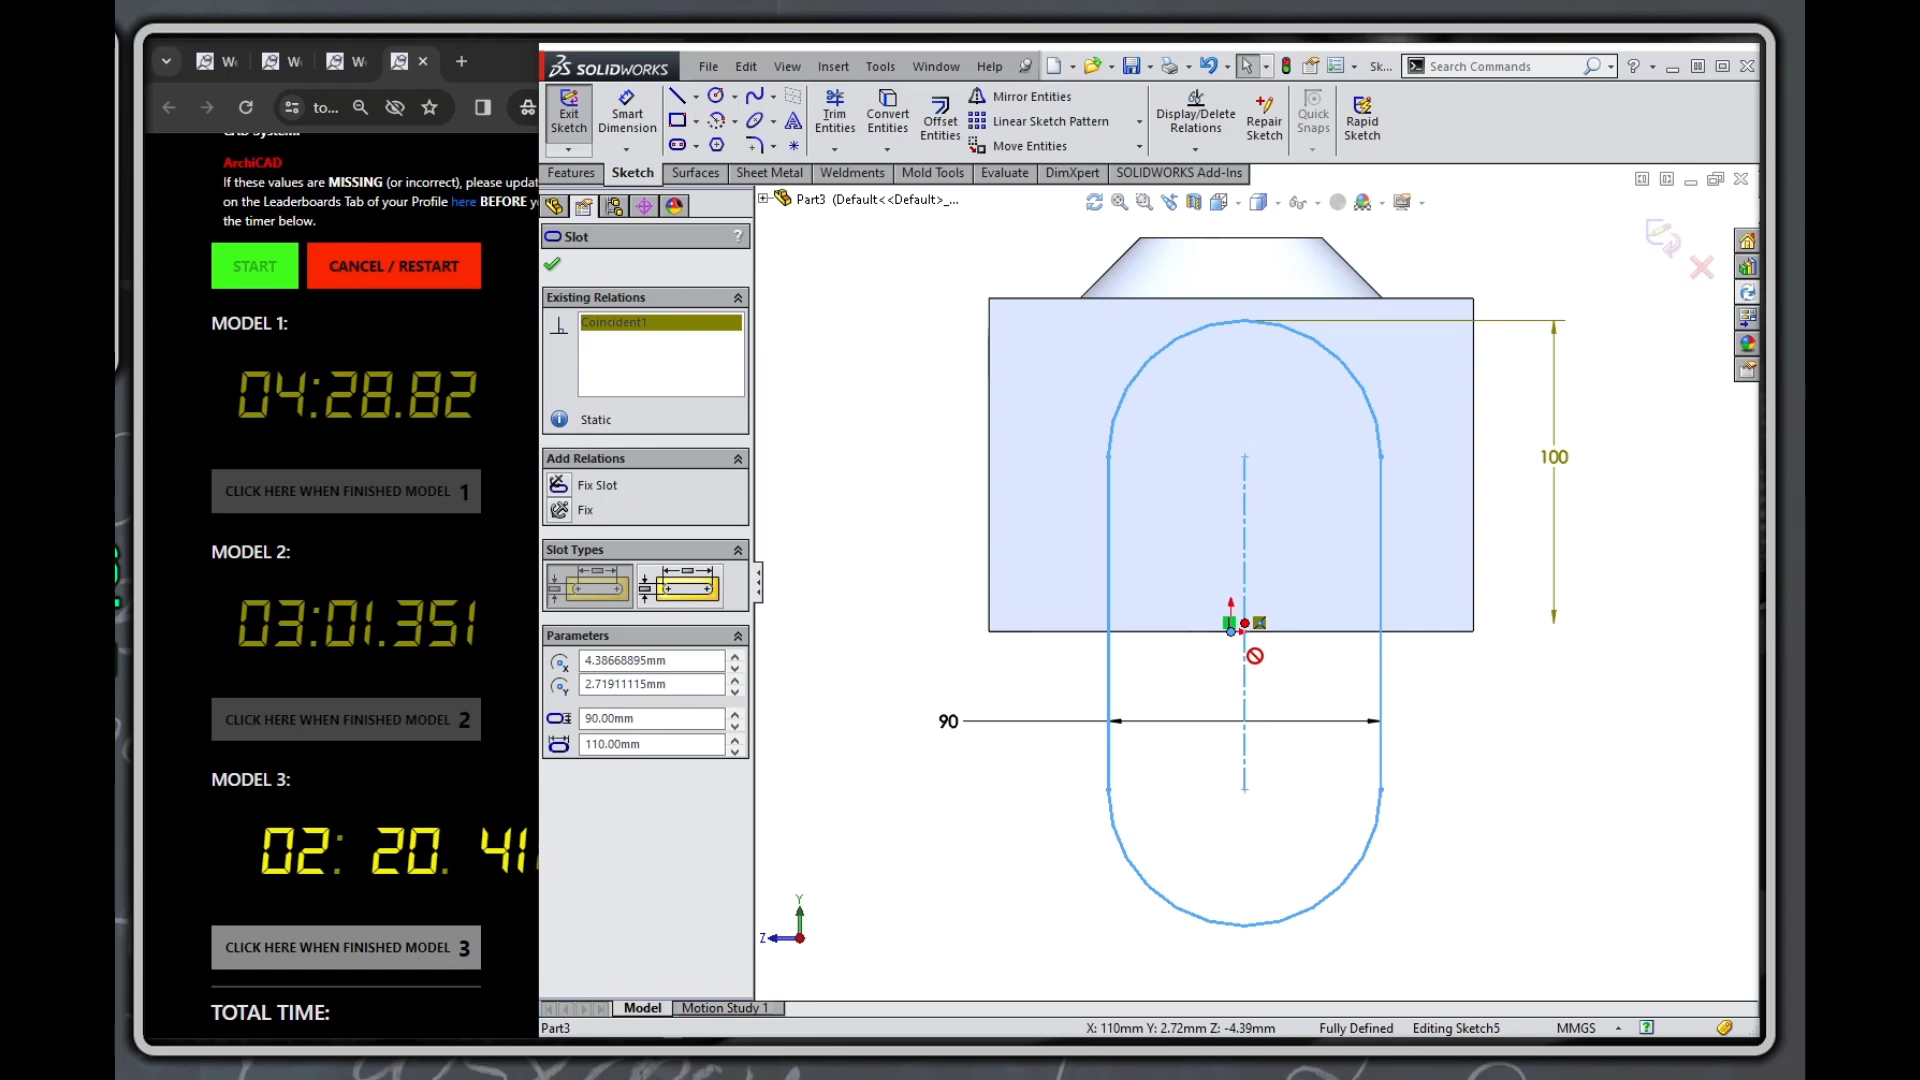 W
W
W
to...
CAD System.
ArchiCAD
If these values are MISSING (or incorrect), please updat
on the Leaderboards Tab of your Profile here BEFORE y
the timer below.
START
CANCEL / RESTART
MODEL 1:
04:28.82
CLICK HERE WHEN FINISHED MODEL 1
MODEL 2:
03:01.351
CLICK HERE WHEN FINISHED MODEL 2
MODEL 3:
02: 20. 41
CLICK HERE WHEN FINISHED MODEL 3
TOTAL TIME:
SOLIDWORKS
File Edit View Insert Tools Window Help
Sk...
Search Commands
Exit Sketch
Smart Dimension
Trim Entities
Convert Entities
Offset Entities
Mirror Entities
Linear Sketch Pattern
Move Entities
Display/Delete Relations
Repair Sketch
Quick Snaps
Rapid Sketch
Features Sketch Surfaces Sheet Metal Weldments Mold Tools Evaluate DimXpert SOLIDWORKS Add-Ins
Part3 (Default<<Default>_...
Slot
?
Existing Relations
Coincident1
Static
Add Relations
Fix Slot
Fix
Slot Types
Parameters
4.38668895mm
2.71911115mm
90.00mm
110.00mm
100
90
Y
Z
Model Motion Study 1
Part3
X: 110mm Y: 2.72mm Z: -4.39mm
Fully Defined
Editing Sketch5
MMGS